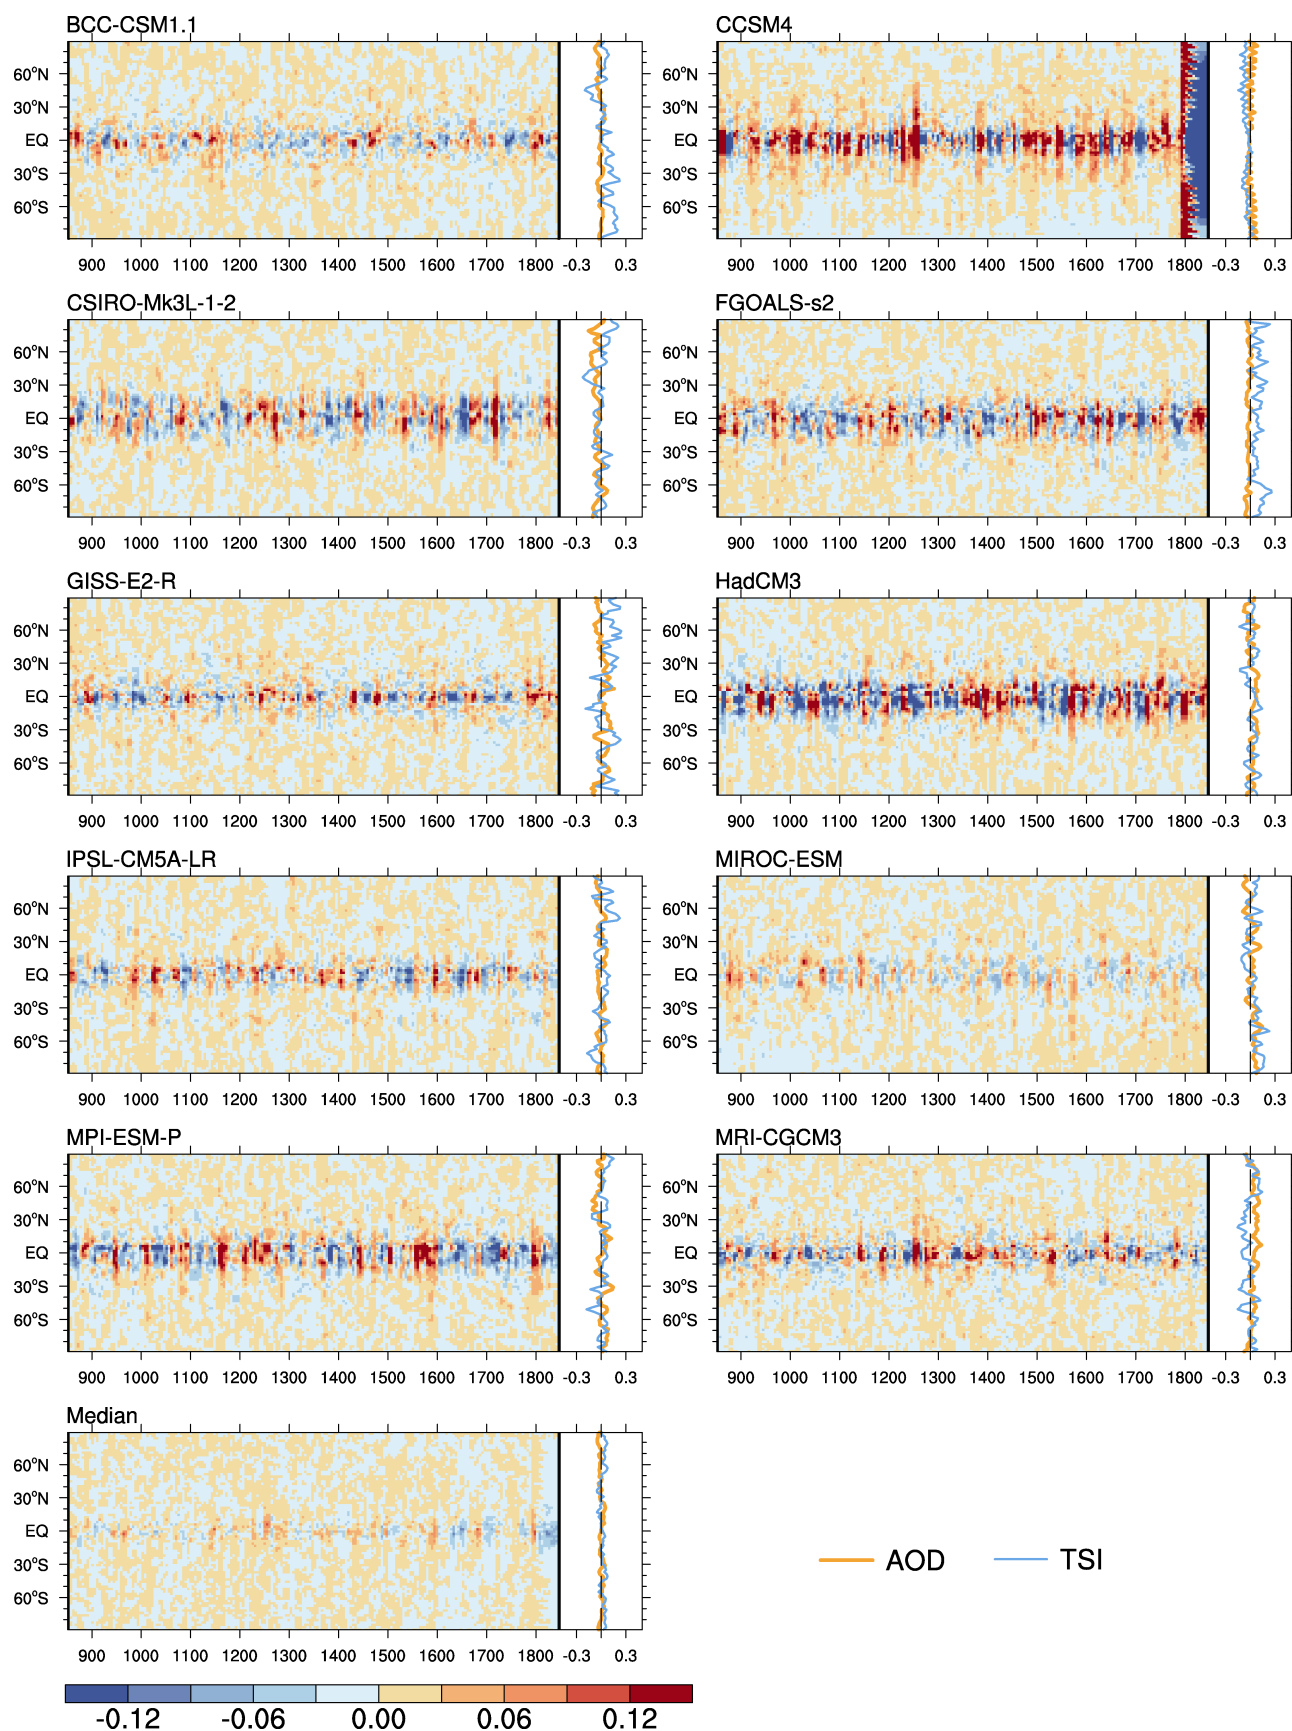 BCC-CSM1.1 CCSM4
60°N 60°N
30°N 30°N
EQ EQ
30°S 30°S
60°S 60°S
900 1000 1100 1200 1300 1400 1500 1600 1700 1800 -0.3 0.3 900 1000 1100 1200 1300 1400 1500 1600 1700 1800 -0.3 0.3
CSIRO-Mk3L-1-2 FGOALS-s2
60°N 60°N
30°N 30°N
EQ EQ
30°S 30°S
60°S 60°S
900 1000 1100 1200 1300 1400 1500 1600 1700 1800 -0.3 0.3 900 1000 1100 1200 1300 1400 1500 1600 1700 1800 -0.3 0.3
GISS-E2-R HadCM3
60°N 60°N
30°N 30°N
EQ EQ
30°S 30°S
60°S 60°S
900 1000 1100 1200 1300 1400 1500 1600 1700 1800 -0.3 0.3 900 1000 1100 1200 1300 1400 1500 1600 1700 1800 -0.3 0.3
IPSL-CM5A-LR MIROC-ESM
60°N 60°N
30°N 30°N
EQ EQ
30°S 30°S
60°S 60°S
900 1000 1100 1200 1300 1400 1500 1600 1700 1800 -0.3 0.3 900 1000 1100 1200 1300 1400 1500 1600 1700 1800 -0.3 0.3
MPI-ESM-P MRI-CGCM3
60°N 60°N
30°N 30°N
EQ EQ
30°S 30°S
60°S 60°S
900 1000 1100 1200 1300 1400 1500 1600 1700 1800 -0.3 0.3 900 1000 1100 1200 1300 1400 1500 1600 1700 1800 -0.3 0.3
Median
60°N
30°N
EQ
30°S
60°S
900 1000 1100 1200 1300 1400 1500 1600 1700 1800 -0.3 0.3
AOD TSI
-0.12 -0.06 0.00 0.06 0.12